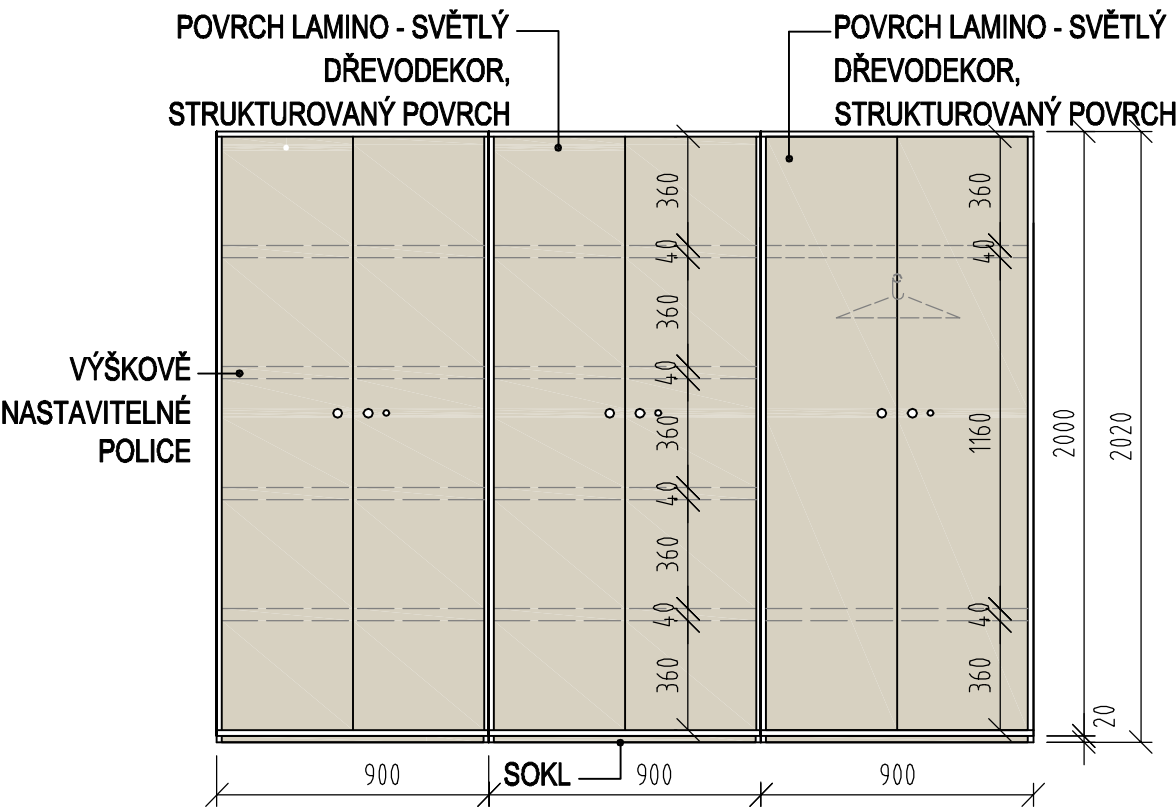 POVRCH LAMINO - SVĚTLÝ
DŘEVODEKOR,
STRUKTUROVANÝ POVRCH
POVRCH LAMINO - SVĚTLÝ
DŘEVODEKOR,
STRUKTUROVANÝ POVRCH
360
40
360
40
360
40
360
40
360
360
40
1160
40
360
VÝŠKOVĚ
NASTAVITELNÉ
POLICE
2000
2020
20
900
SOKL
900
900